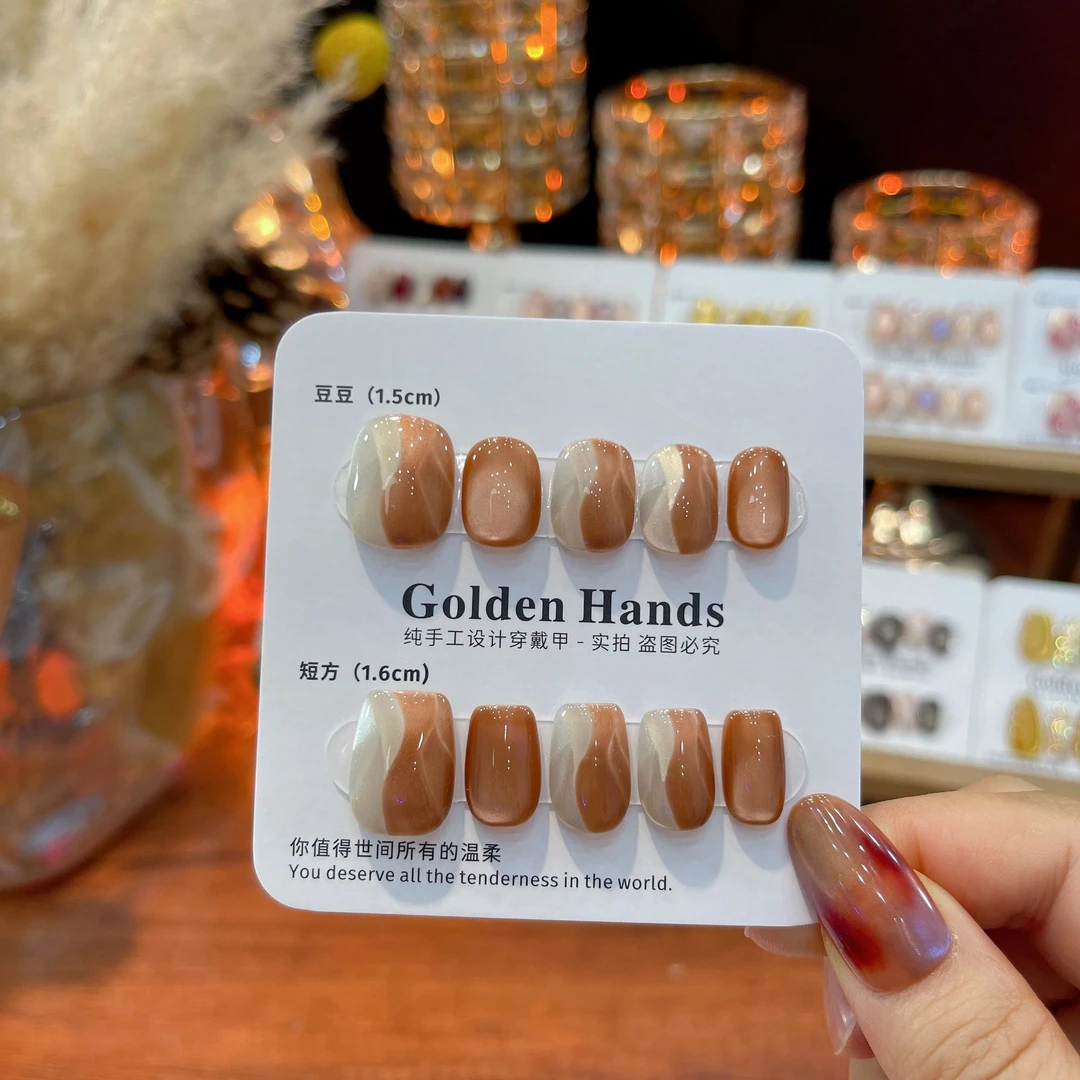 豆豆（1.5cm）
Golden Hands
纯手工设计穿戴甲 - 实拍 盗图必究
短方（1.6cm)
你值得世间所有的温柔
You deserve all the tenderness in the world.